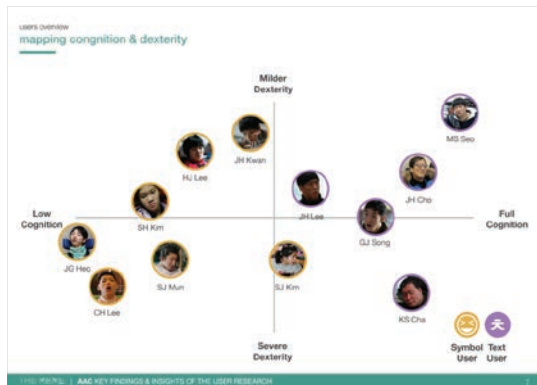 users overview
mapping congnition & dexterity
Milder
Dexterity
MS Seo
JH Kwan
HJ Lee
JH Cho
JH Lee
SH Kim
Low
Cognition
Full
Cognition
GJ Song
JG Heo
SJ Mun
SJ Kim
CH Lee
KS Cha
Severe
Dexterity
Symbol
User
Text
User
AAC KEY FINDINGS & INSIGHTS OF THE USER RESEARCH